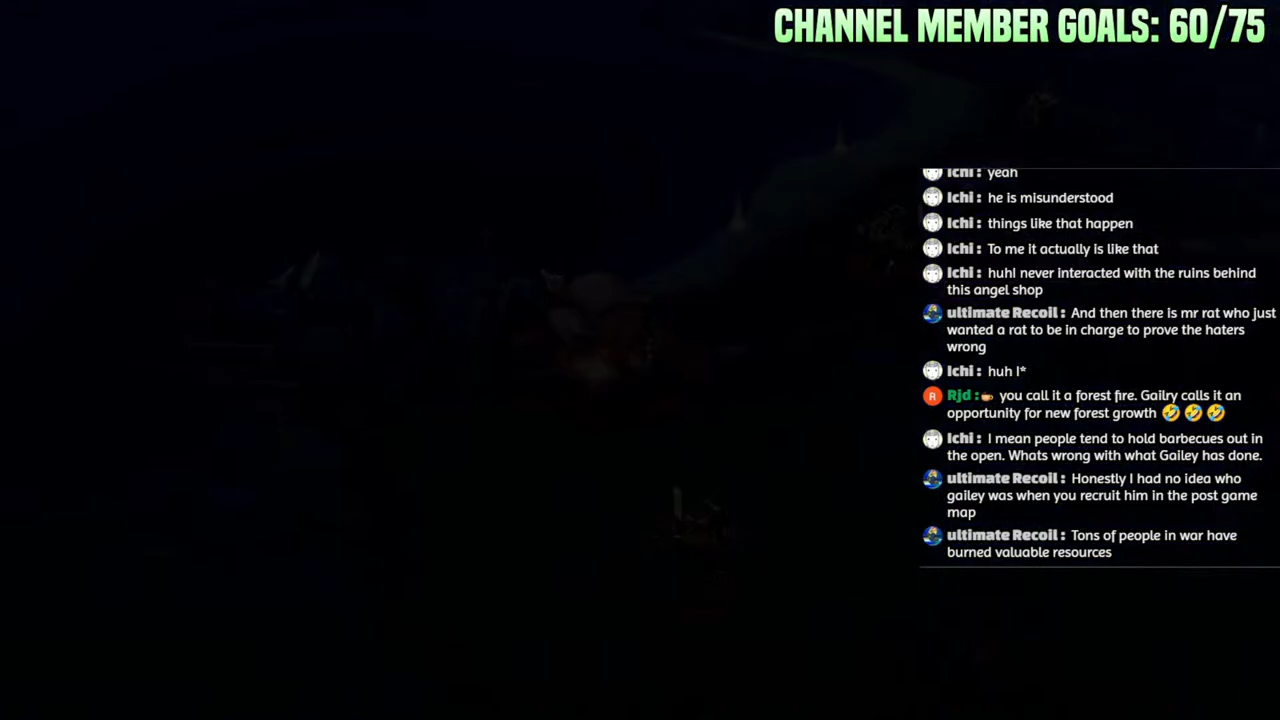 CHANNEL MEMBER GOALS: 60/75
Ichi : yeah
Ichi : he is misunderstood
Ichi : things like that happen
Ichi : To me it actually is like that
Ichi : huhI never interacted with the ruins behind
this angel shop
ultimate Recoil : And then there is mr rat who just
wanted a rat to be in charge to prove the haters
wrong
Ichi : huh I*
R Rjd :☕ you call it a forest fire. Gailry calls it an
opportunity for new forest growth 🤣 🤣 🤣
Ichi : I mean people tend to hold barbecues out in
the open. Whats wrong with what Gailey has done.
ultimate Recoil : Honestly I had no idea who
gailey was when you recruit him in the post game
map
ultimate Recoil : Tons of people in war have
burned valuable resources